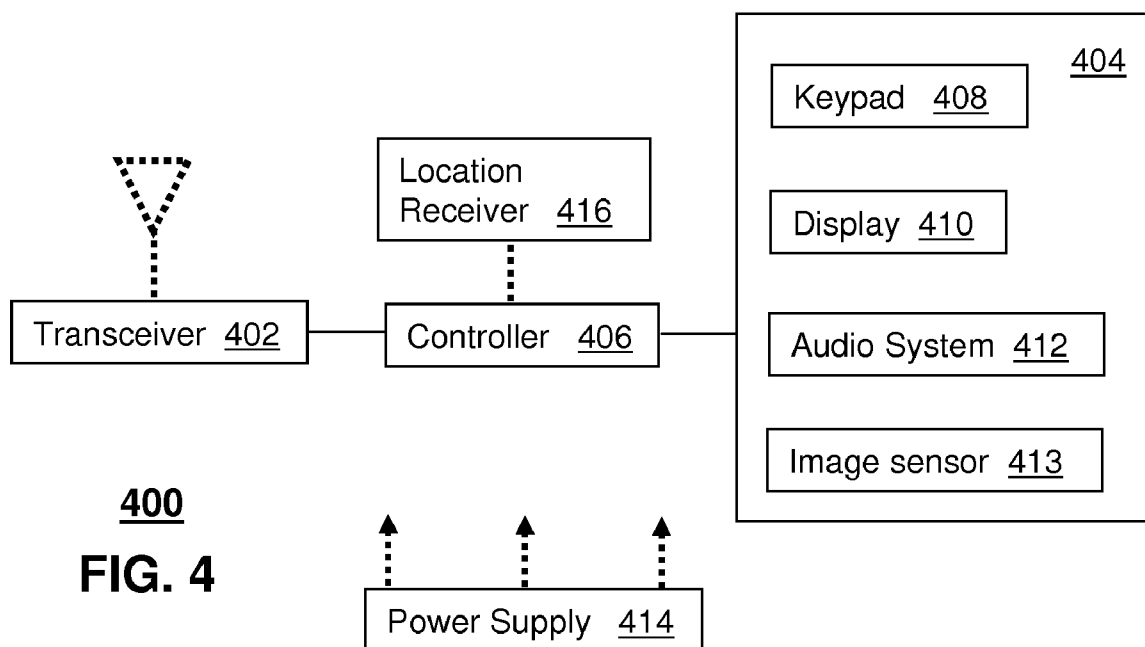 404
Keypad 408
Location
Receiver 416
Display 410
Transceiver 402
Controller 406
Audio System 412
Image sensor 413
400
FIG. 4
Power Supply 414